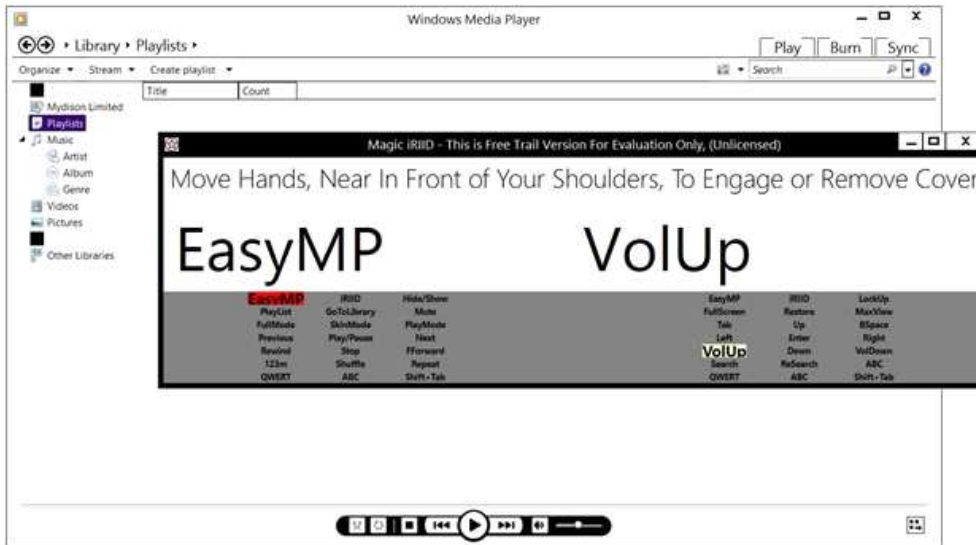 Windows Media Player
Library Playlists
Play Burn Sync
Organize Stream Create playlist Search
Title Count
Mydison Limited
Playlists
Music
Artist
Album
Genre
Videos
Pictures
Other Libraries
Magic iRIID - This is Free Trail Version For Evaluation Only, (Unlicensed)
Move Hands, Near In Front of Your Shoulders, To Engage or Remove Cover
EasyMP VolUp
EasyMP iRIID Hide/Show EasyMP iRIID LockUp
PlayList GoToLibrary Mute FullScreen Restore MaxView
FullMode SkinMode PlayMode Tab Up BSpace
Previous Play/Pause Next Left Enter Right
Rewind Stop FForward VolUp Down VolDown
123m Shuffle Repeat Search ReSearch ABC
QWERT ABC Shift+Tab QWERT ABC Shift+Tab